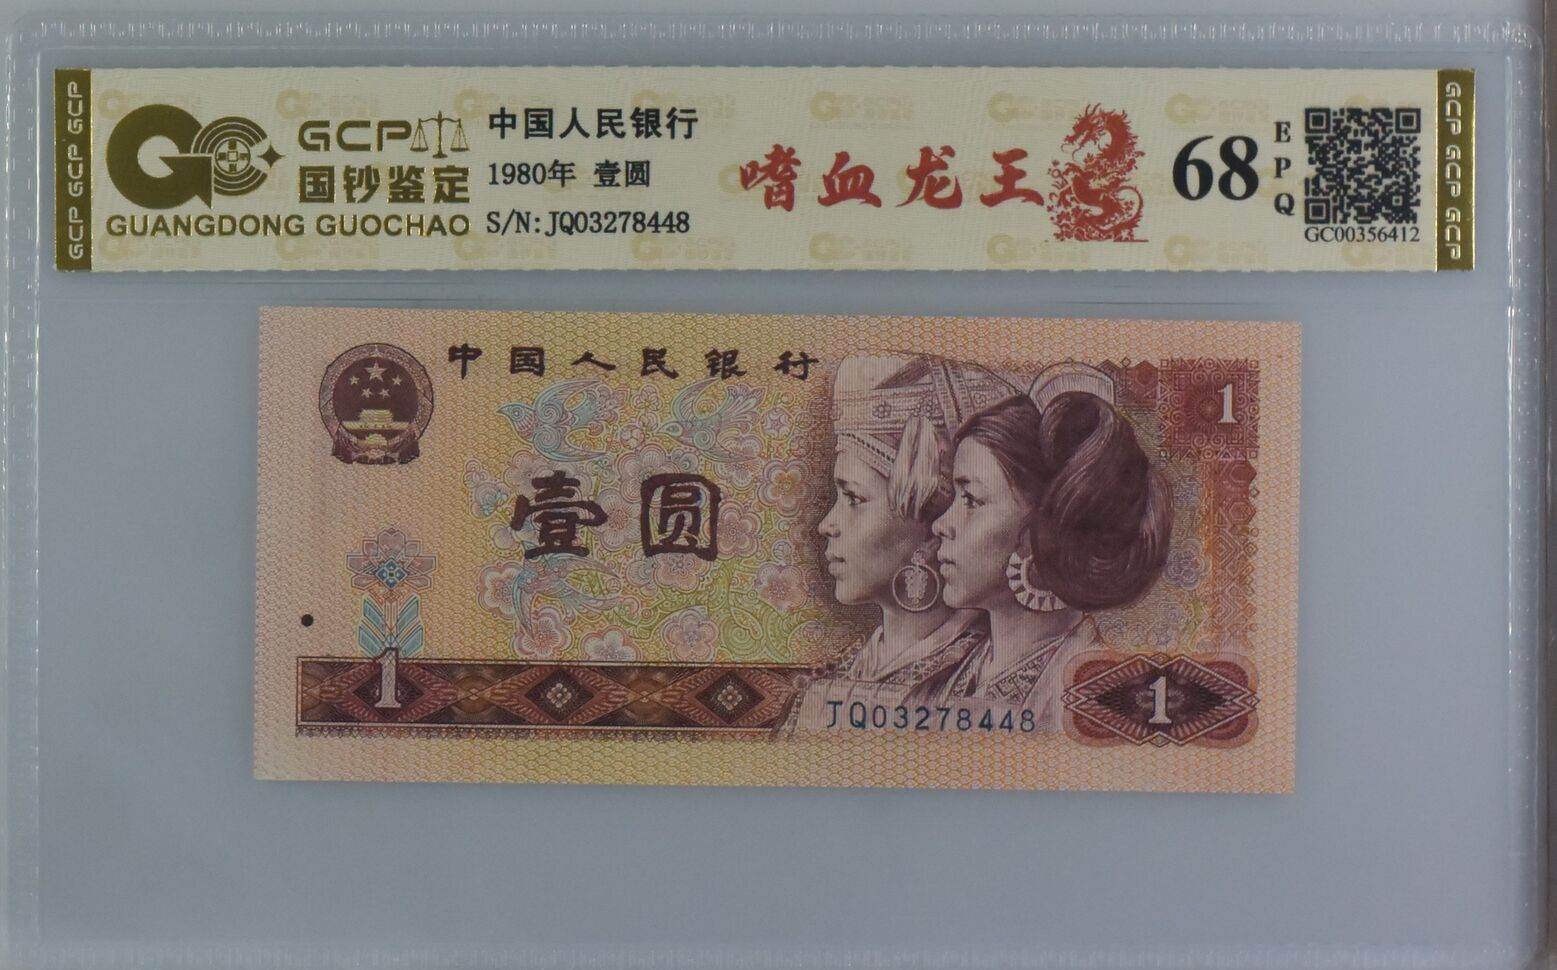 GCP GCP GCP
GCP
国钞鉴定
GUANGDONG GUOCHAO
中国人民银行
1980年 壹圆
S/N:JQ03278448
嗜血龙王
68
EPQ
GC00356412
GCP GCP GCP
中国人民银行
1
壹圆
1
JQ03278448
1